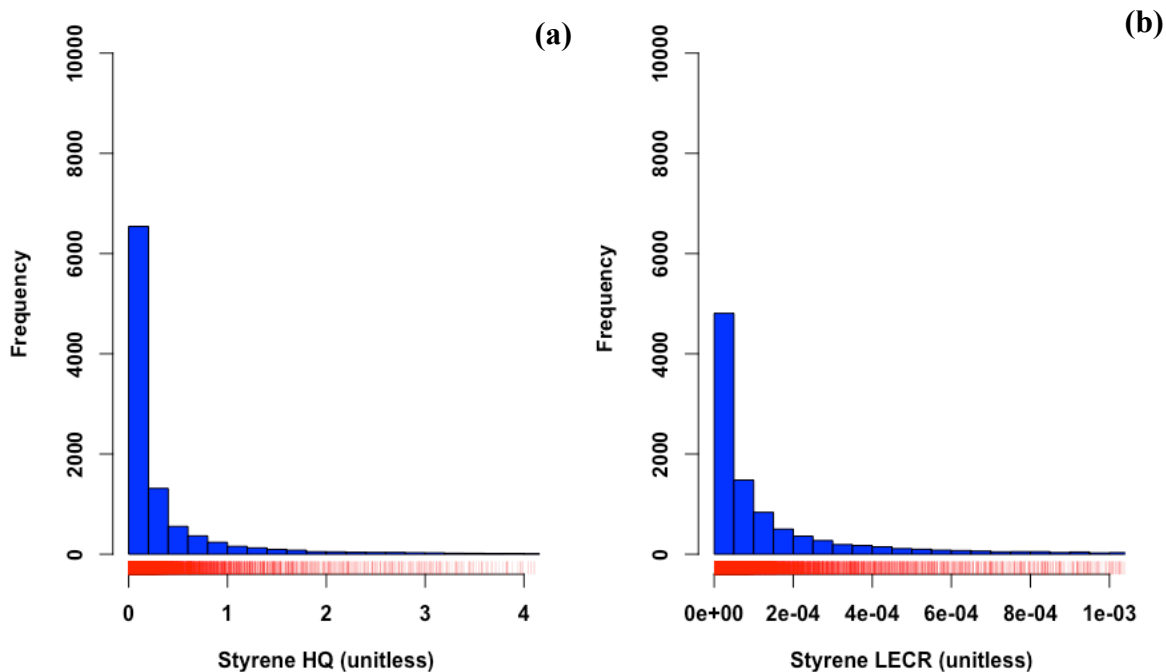 (a)
Frequency
10000
8000
6000
4000
2000
0
0 1 2 3 4
Styrene HQ (unitless)
(b)
Frequency
10000
8000
6000
4000
2000
0
0e+00 2e-04 4e-04 6e-04 8e-04 1e-03
Styrene LECR (unitless)